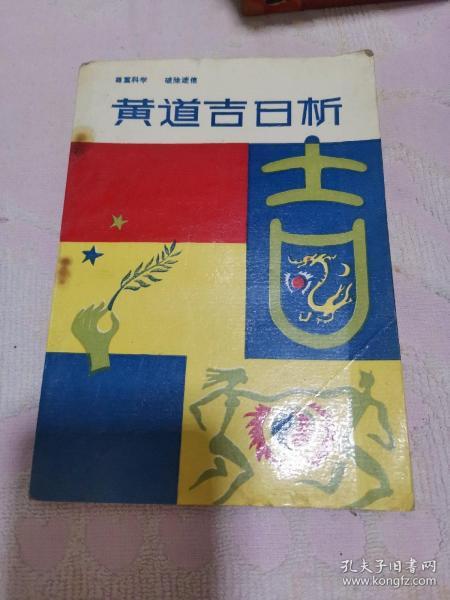 尊重科学 破除迷信
黄道吉日析
吉
孔夫子旧书网
www.kongfz.com